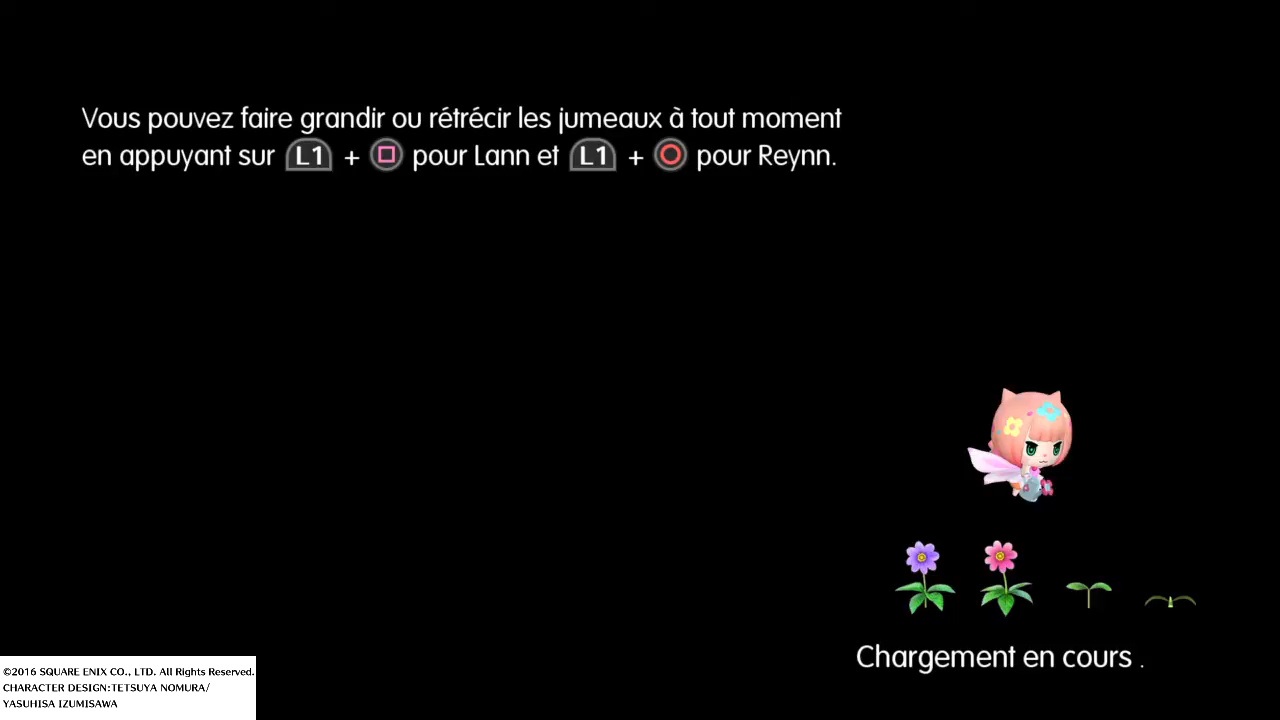 Vous pouvez faire grandir ou rétrécir les jumeaux à tout moment
en appuyant sur L1 + pour Lann et L1 + pour Reynn.
Chargement en cours .
©2016 SQUARE ENIX CO., LTD. All Rights Reserved.
CHARACTER DESIGN:TETSUYA NOMURA/
YASUHISA IZUMISAWA